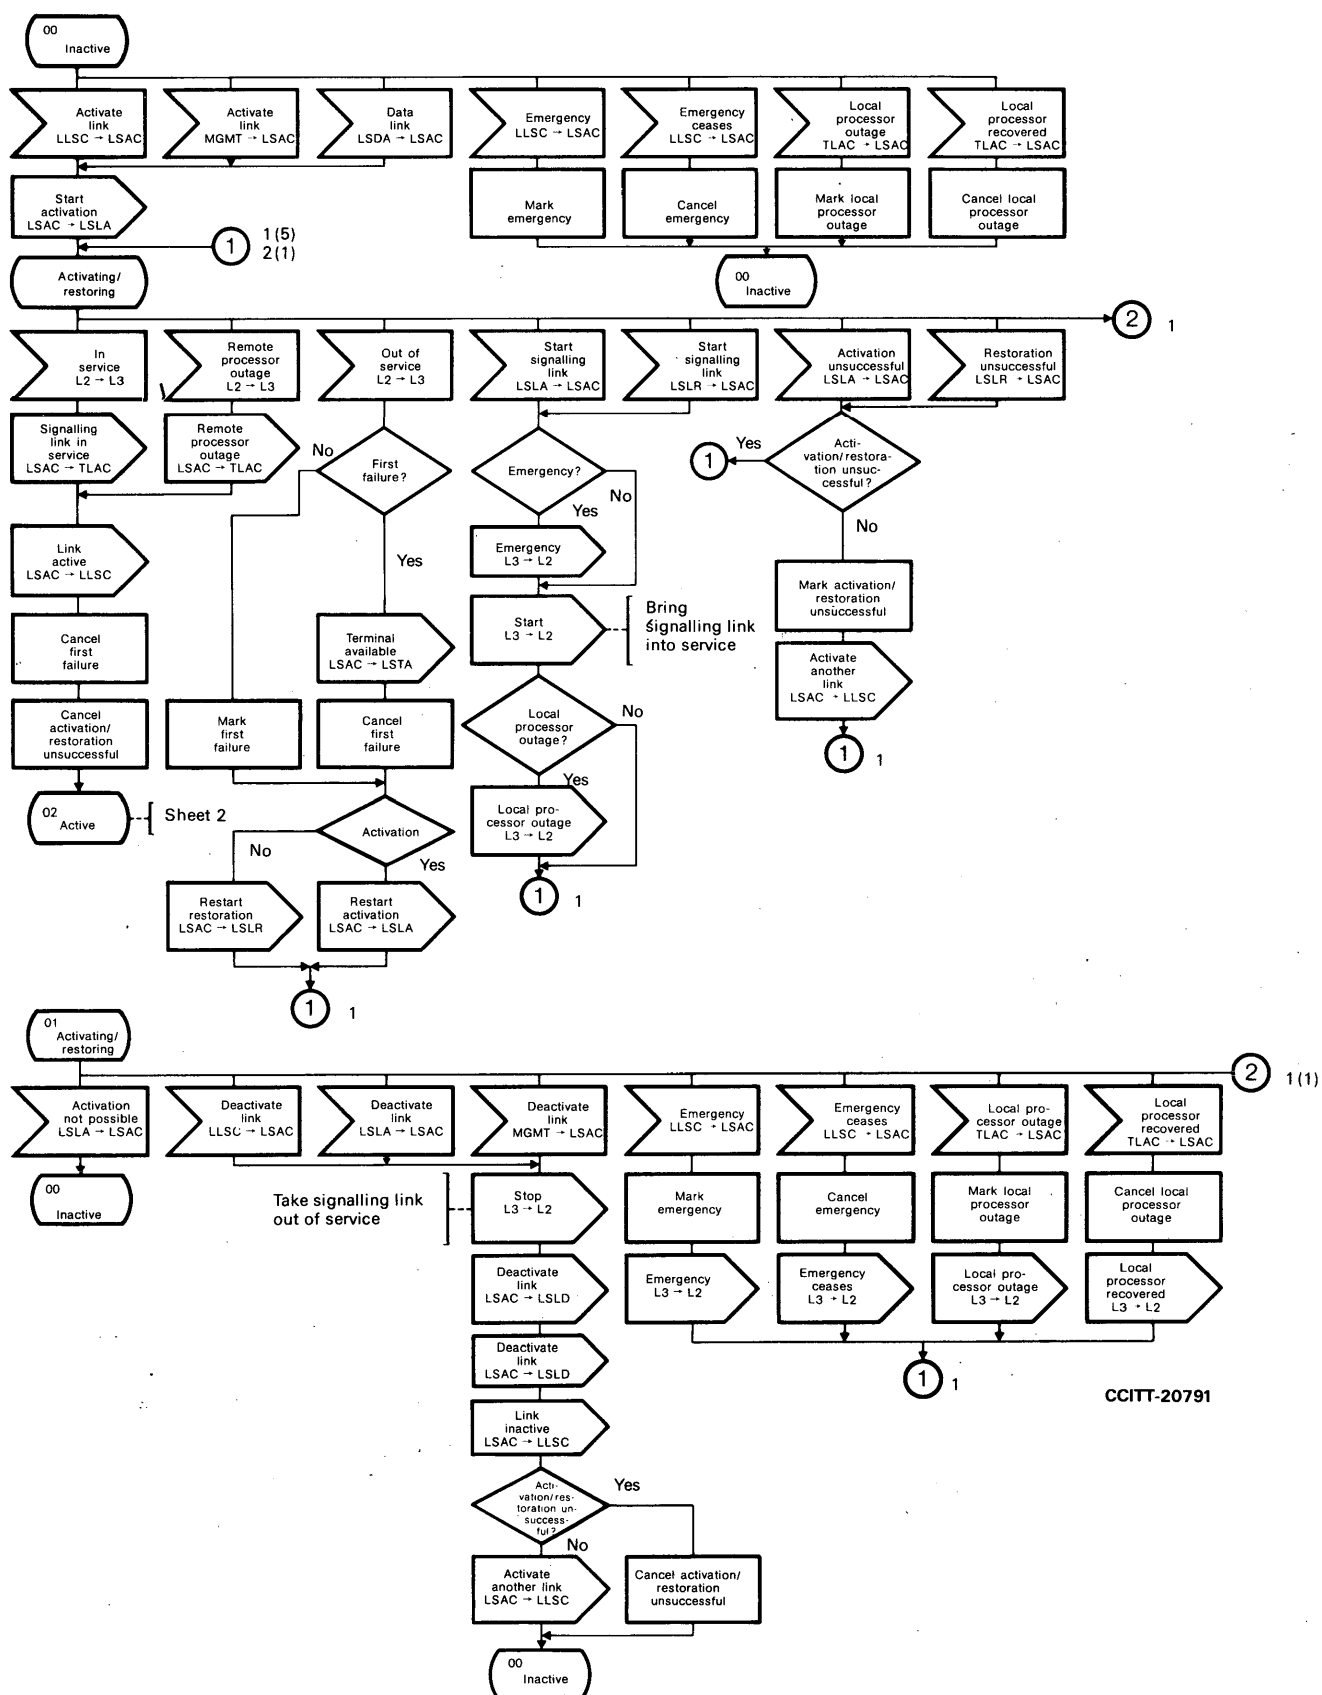 00
Inactive
Activate
link
LLSC → LSAC
Activate
link
MGMT → LSAC
Data
link
LSDA → LSAC
Emergency
LLSC → LSAC
Emergency
ceases
LLSC → LSAC
Local
processor
outage
TLAC → LSAC
Local
processor
recovered
TLAC → LSAC
Start
activation
LSAC → LSLA
Mark
emergency
Cancel
emergency
Mark local
processor
outage
Cancel local
processor
outage
1
1(5)
2(1)
00
Inactive
Activating/
restoring
2
1
In
service
L2 → L3
Remote
processor
outage
L2 → L3
Out of
service
L2 → L3
Start
signalling
link
LSLA → LSAC
Start
signalling
link
LSLR → LSAC
Activation
unsuccessful
LSLA → LSAC
Restoration
unsuccessful
LSLR → LSAC
Signalling
link in
service
LSAC → TLAC
Remote
processor
outage
LSAC → TLAC
No
First
failure?
Yes
Emergency?
No
Yes
1
Yes
Acti-
vation/restora-
tion unsuc-
cessful?
No
Link
active
LSAC → LLSC
Emergency
L3 → L2
Mark activation/
restoration
unsuccessful
Cancel
first
failure
Terminal
available
LSAC → LSTA
Start
L3 → L2
Bring
signalling link
into service
Activate
another
link
LSAC → LLSC
Cancel
activation/
restoration
unsuccessful
Mark
first
failure
Cancel
first
failure
Local
processor
outage?
No
Yes
1
1
02
Active
Sheet 2
Activation
No
Yes
Local pro-
cessor outage
L3 → L2
Restart
restoration
LSAC → LSLR
Restart
activation
LSAC → LSLA
1
1
1
1
01
Activating/
restoring
2
1(1)
Activation
not possible
LSLA → LSAC
Deactivate
link
LLSC → LSAC
Deactivate
link
LSLA → LSAC
Deactivate
link
MGMT → LSAC
Emergency
LLSC → LSAC
Emergency
ceases
LLSC → LSAC
Local pro-
cessor outage
TLAC → LSAC
Local
processor
recovered
TLAC → LSAC
00
Inactive
Take signalling link
out of service
Stop
L3 → L2
Mark
emergency
Cancel
emergency
Mark local
processor
outage
Cancel local
processor
outage
Deactivate
link
LSAC → LSLD
Emergency
L3 → L2
Emergency
ceases
L3 → L2
Local pro-
cessor outage
L3 → L2
Local
processor
recovered
L3 → L2
Deactivate
link
LSAC → LSLD
1
1
CCITT-20791
Link
inactive
LSAC → LLSC
Acti-
vation/res-
toration un-
success-
ful?
Yes
No
Activate
another link
LSAC → LLSC
Cancel activation/
restoration
unsuccessful
00
Inactive